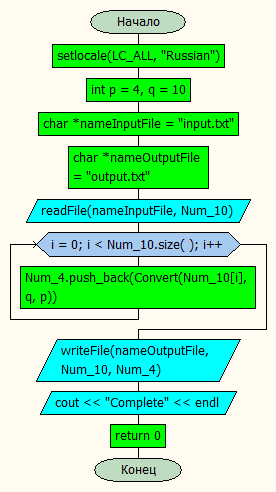 Начало
setlocale(LC_ALL, "Russian")
int p = 4, q = 10
char *nameInputFile = "input.txt"
char *nameOutputFile
= "output.txt"
readFile(nameInputFile, Num_10)
i = 0; i < Num_10.size( ); i++
Num_4.push_back(Convert(Num_10[i],
q, p))
writeFile(nameOutputFile,
Num_10, Num_4)
cout << "Complete" << endl
return 0
Конец